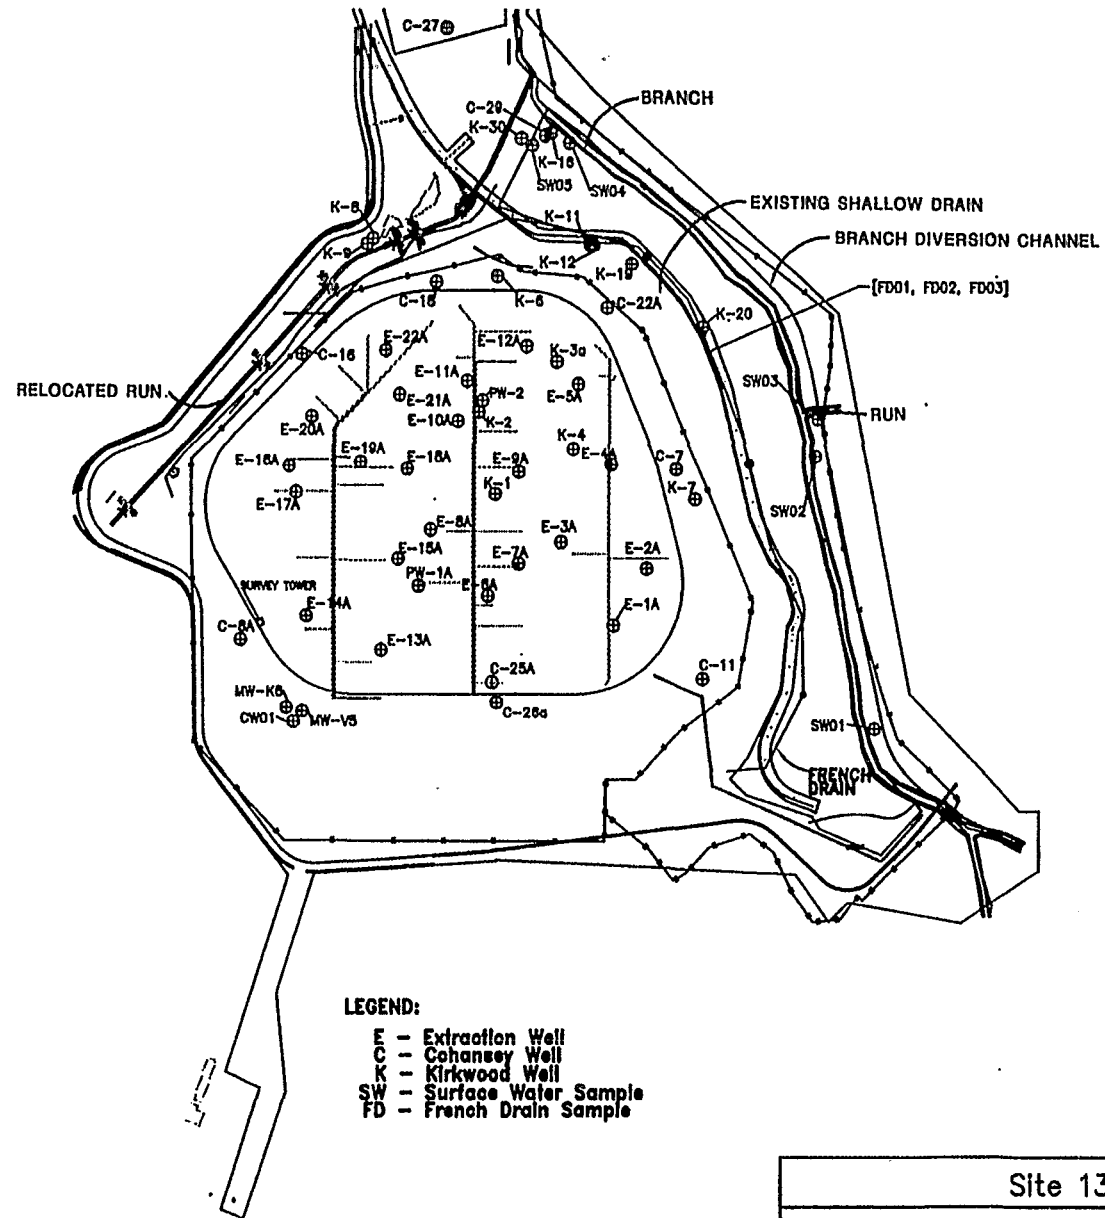 C-27
BRANCH
C-29
K-30
K-16
SW05
SW04
EXISTING SHALLOW DRAIN
K-8
K-11
BRANCH DIVERSION CHANNEL
K-9
K-12
K-19
[FD01, FD02, FD03]
C-15
K-6
C-22A
K-20
E-22A
E-12A
C-16
K-3a
E-11A
SW03
RELOCATED RUN
E-21A
PW-2
E-5A
RUN
E-20A
E-10A
K-2
K-4
E-19A
E-18A
E-16A
E-9A
E-4A
C-7
K-1
K-7
E-17A
SW02
E-8A
E-3A
E-15A
E-7A
E-2A
PW-1A
SURVEY TOWER
E-6A
E-14A
E-1A
C-8A
E-13A
C-25A
C-11
MW-K6
C-26a
CW01
MW-V5
SW01
FRENCH
DRAIN
LEGEND:
E - Extraction Well
C - Cohansey Well
K - Kirkwood Well
SW - Surface Water Sample
FD - French Drain Sample
Site 13